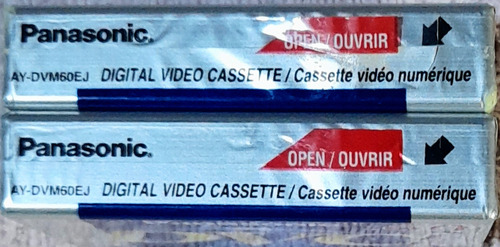 Panasonic.
OPEN/OUVRIR
AY-DVM60EJ DIGITAL VIDEO CASSETTE/Cassette vidéo numérique
Panasonic.
OPEN/OUVRIR
AY-DVM60EJ DIGITAL VIDEO CASSETTE/Cassette vidéo numérique